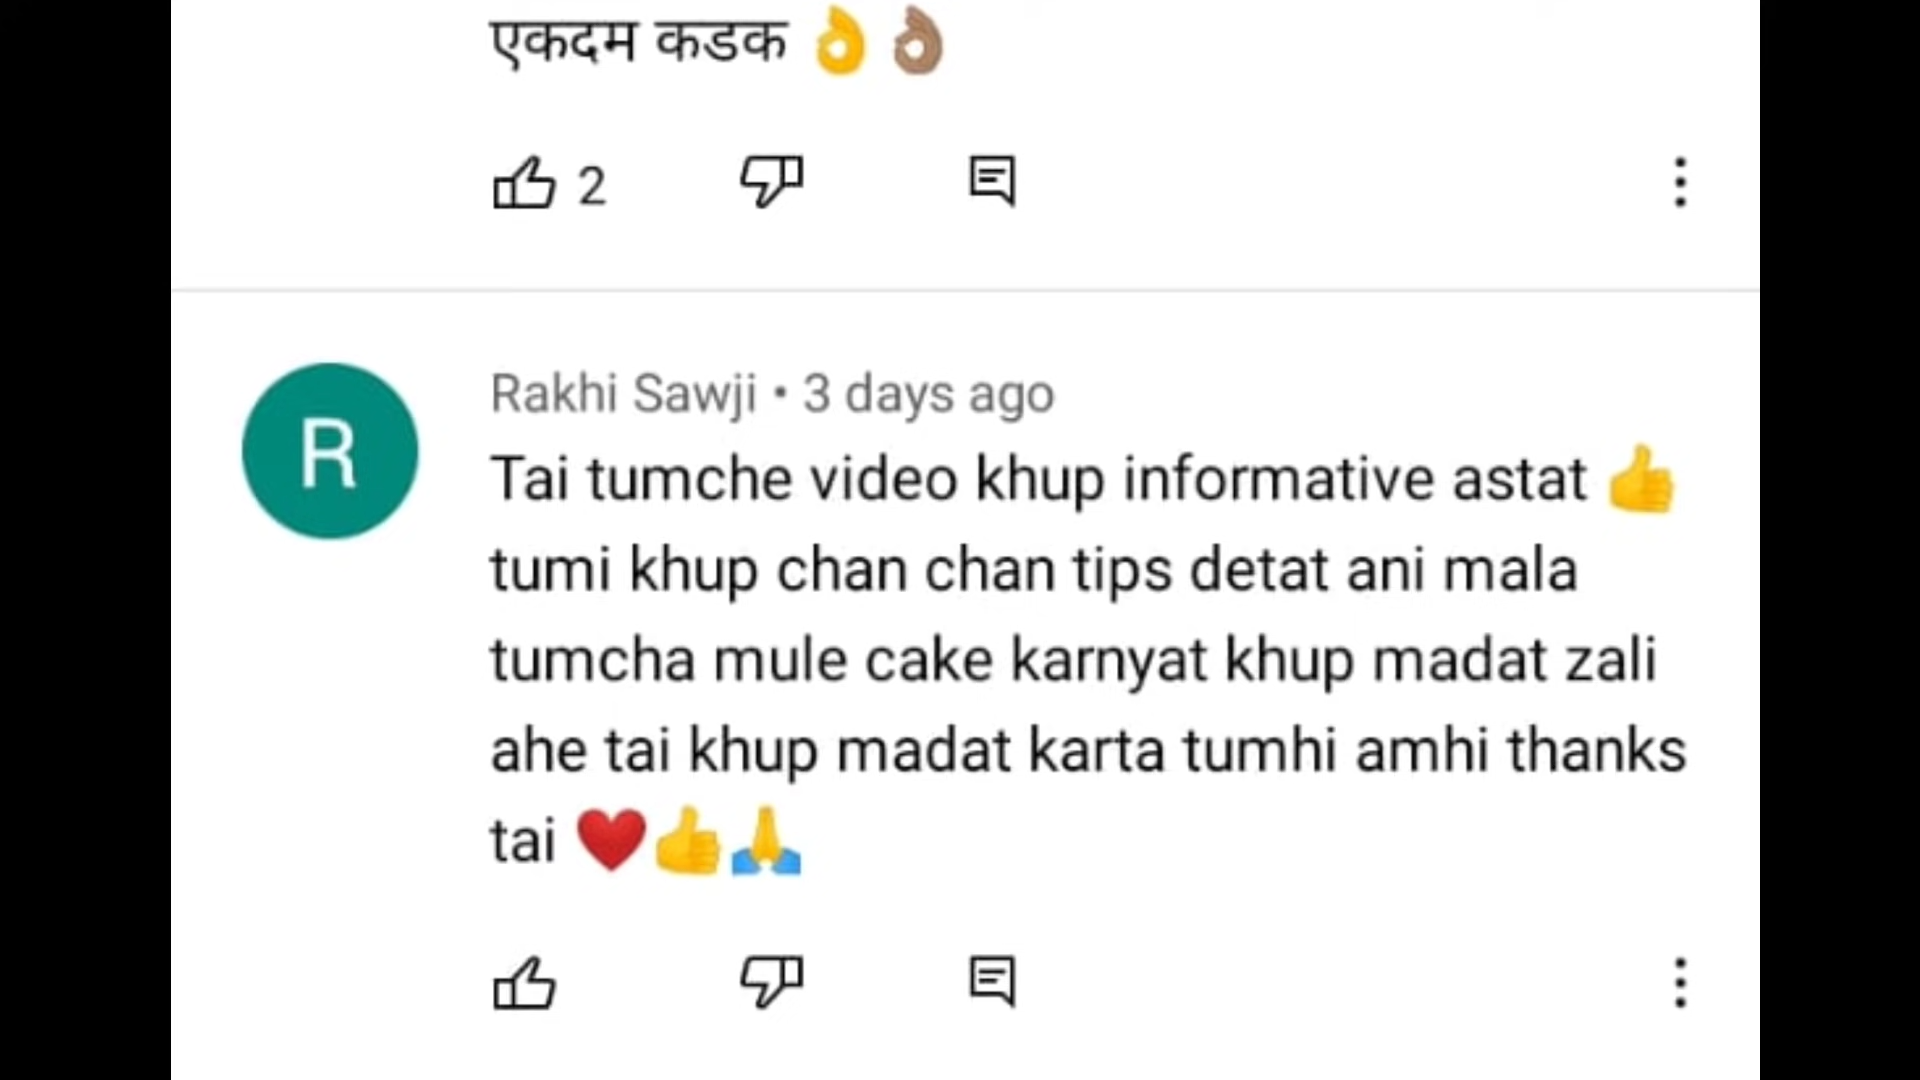 एकदम कडक 👌👌🏽
2
R
Rakhi Sawji • 3 days ago
Tai tumche video khup informative astat 👍
tumi khup chan chan tips detat ani mala
tumcha mule cake karnyat khup madat zali
ahe tai khup madat karta tumhi amhi thanks
tai ❤️👍🙏